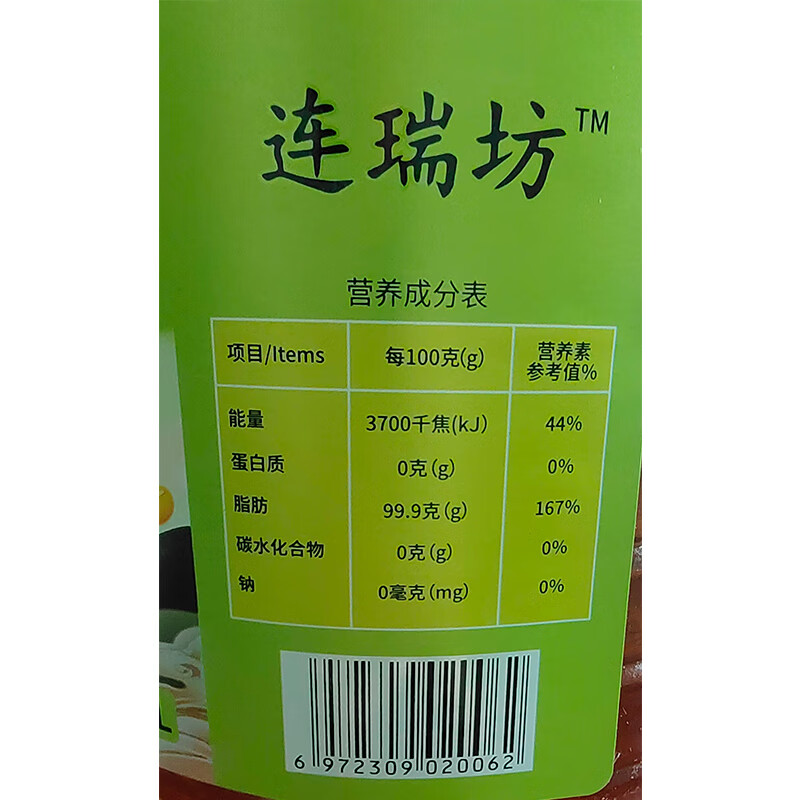 连瑞坊™
营养成分表
项目/Items 每100克(g) 营养素参考值%
能量 3700千焦(kJ) 44%
蛋白质 0克(g) 0%
脂肪 99.9克(g) 167%
碳水化合物 0克(g) 0%
钠 0毫克(mg) 0%
6 972309 020062